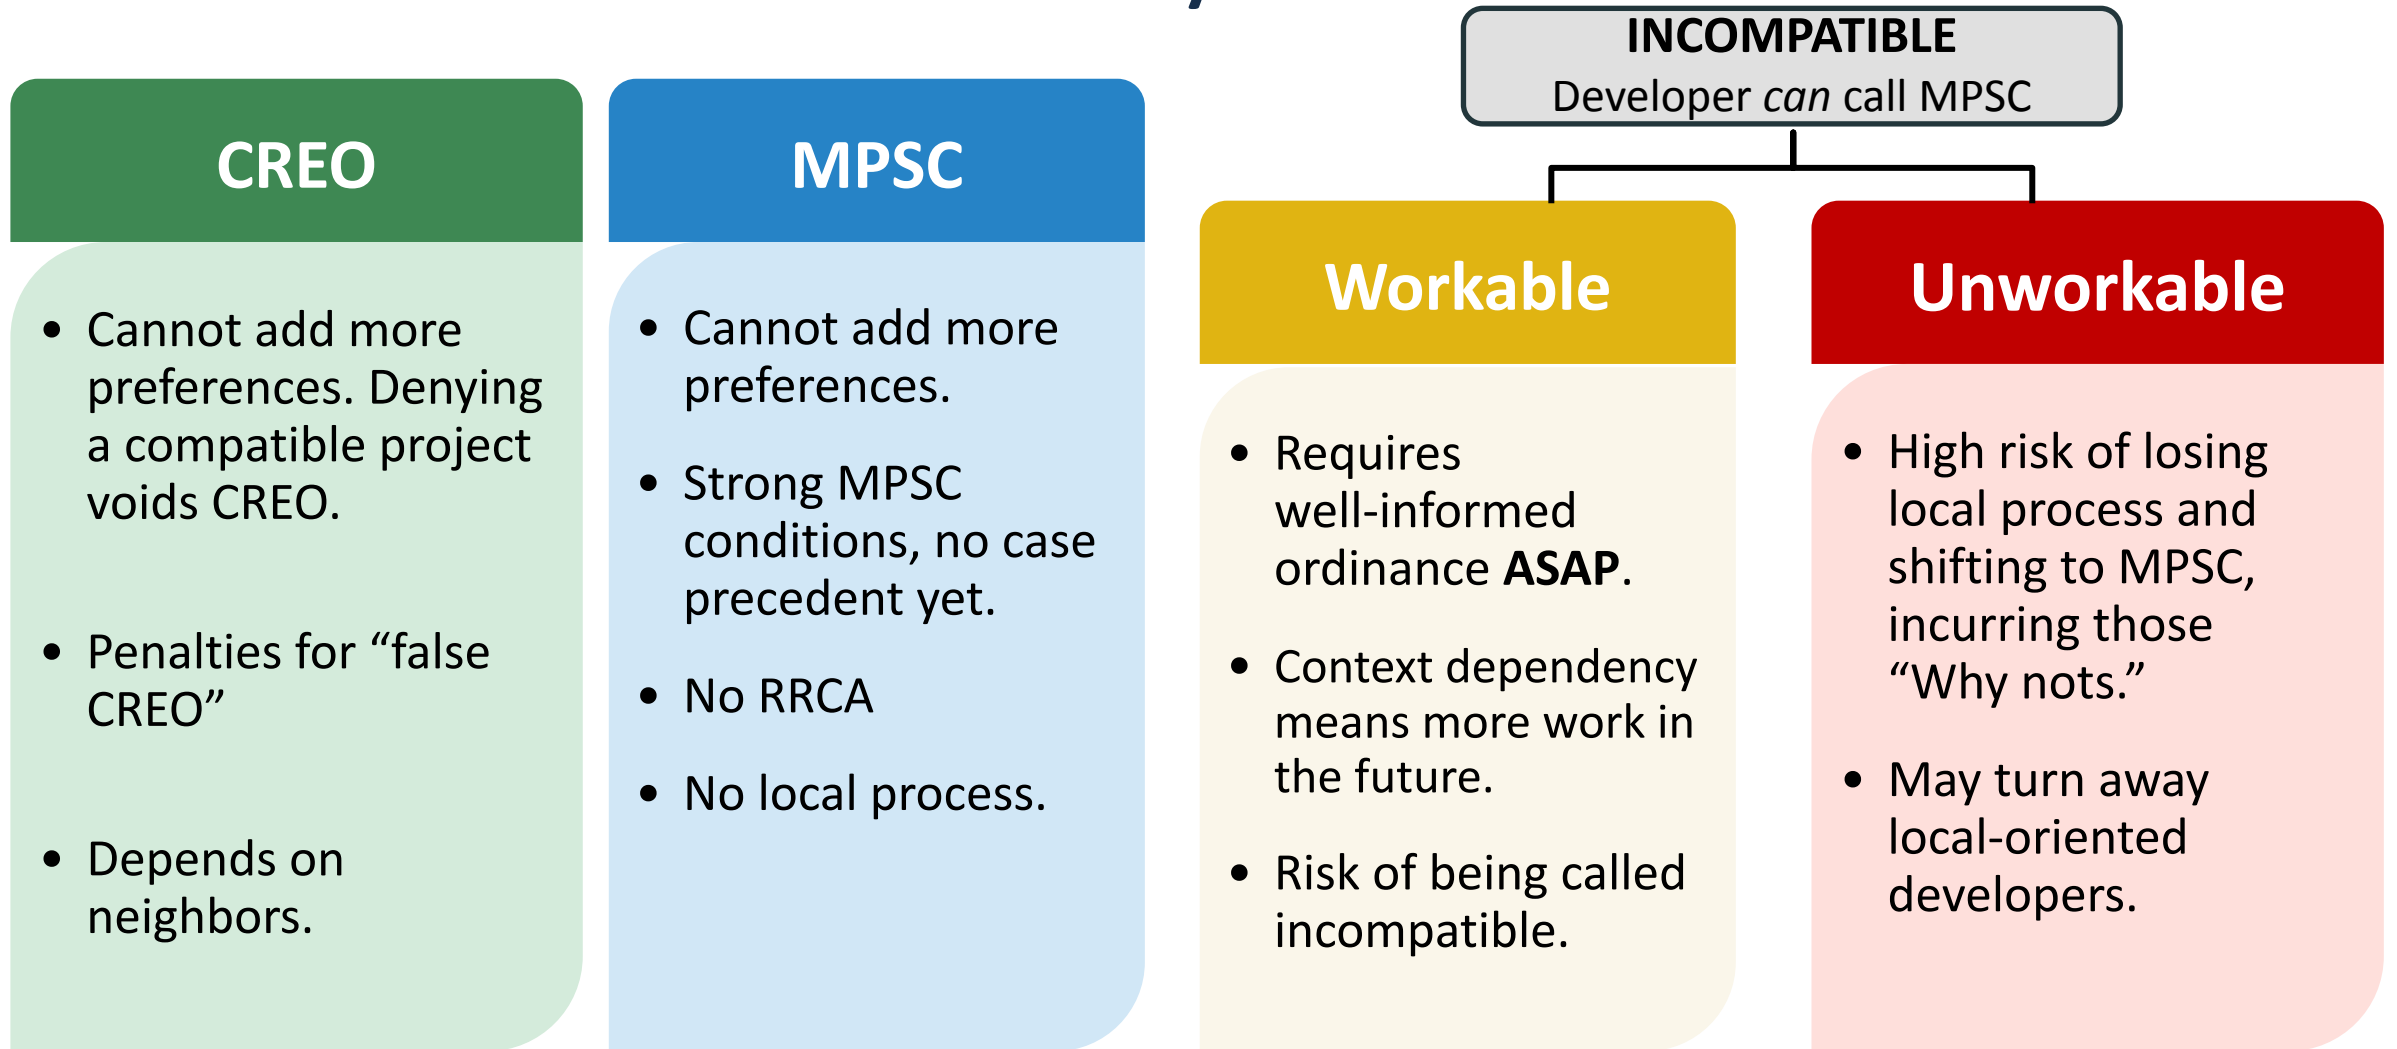 INCOMPATIBLE
Developer can call MPSC
CREO
• Cannot add more
preferences. Denying
a compatible project
voids CREO.
• Penalties for “false
CREO”
• Depends on
neighbors.
MPSC
• Cannot add more
preferences.
• Strong MPSC
conditions, no case
precedent yet.
• No RRCA
• No local process.
Workable
• Requires
well-informed
ordinance ASAP.
• Context dependency
means more work in
the future.
• Risk of being called
incompatible.
Unworkable
• High risk of losing
local process and
shifting to MPSC,
incurring those
“Why nots.”
• May turn away
local-oriented
developers.